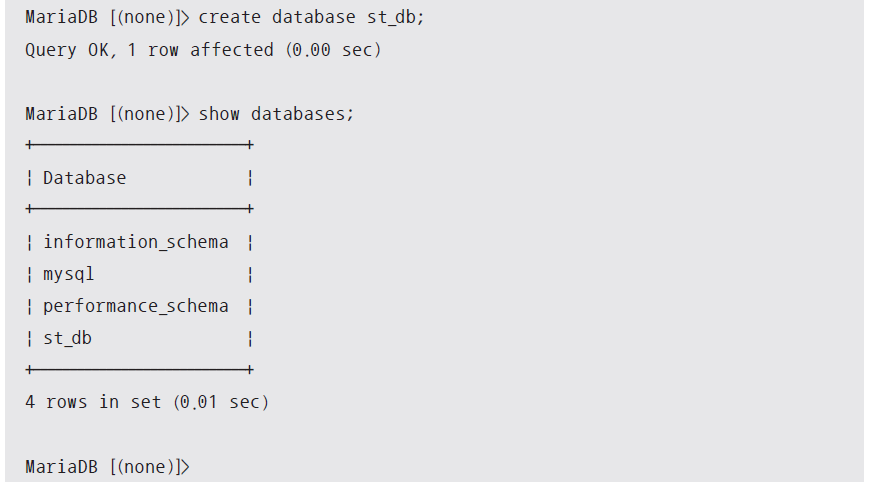 MariaDB [(none)]> create database st_db;
Query OK, 1 row affected (0.00 sec)
MariaDB [(none)]> show databases;
+--------------------+
| Database           |
+--------------------+
| information_schema |
| mysql              |
| performance_schema |
| st_db              |
+--------------------+
4 rows in set (0.01 sec)
MariaDB [(none)]>